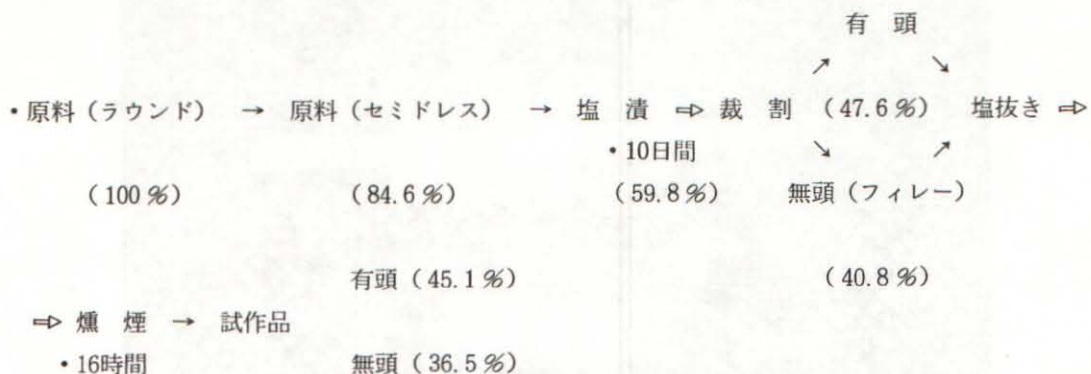 有 頭
↗ ↘
・原料(ラウンド) → 原料(セミドレス) → 塩 漬 ⇨ 裁 割 (47.6%) 塩抜き ⇨
・10日間 ↘ ↗
(100%) (84.6%) (59.8%) 無頭(フィレー)
有頭(45.1%) (40.8%)
⇨ 燻 煙 → 試作品
・16時間 無頭(36.5%)